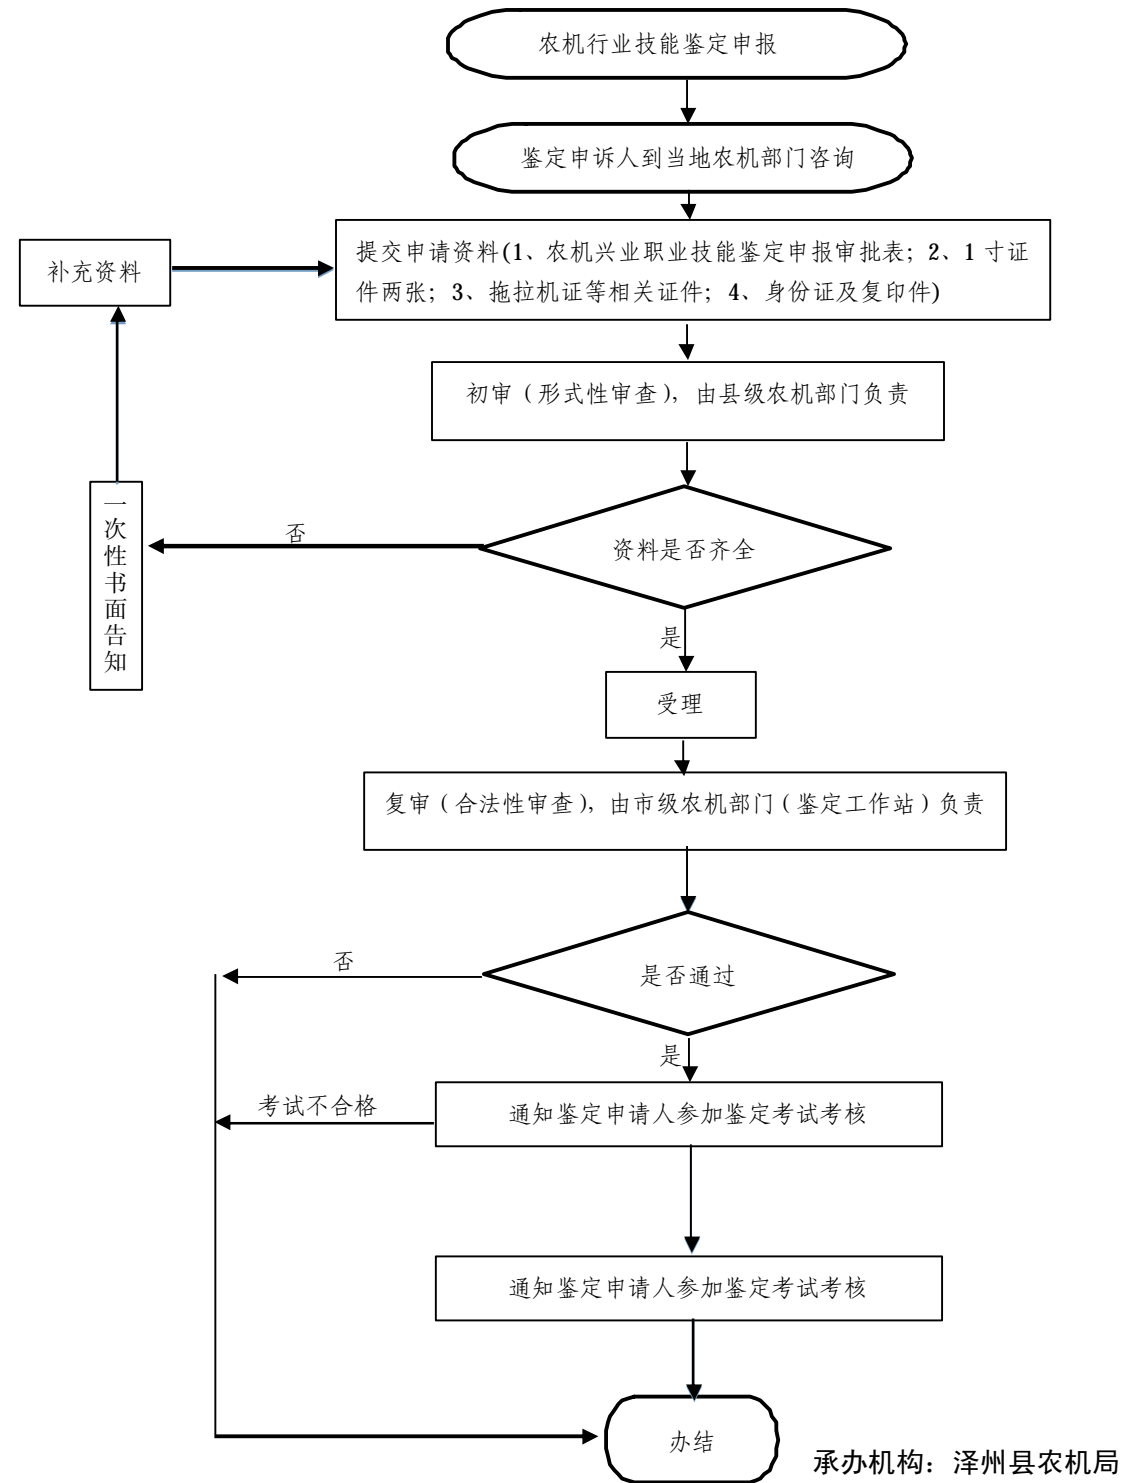 农机行业技能鉴定申报
鉴定申诉人到当地农机部门咨询
补充资料
提交申请资料(1、农机兴业职业技能鉴定申报审批表；2、1 寸证
件两张；3、拖拉机证等相关证件；4、身份证及复印件)
初审（形式性审查），由县级农机部门负责
一次性书面告知
否
资料是否齐全
是
受理
复审（合法性审查），由市级农机部门（鉴定工作站）负责
否
是否通过
是
考试不合格
通知鉴定申请人参加鉴定考试考核
通知鉴定申请人参加鉴定考试考核
办结
承办机构：泽州县农机局